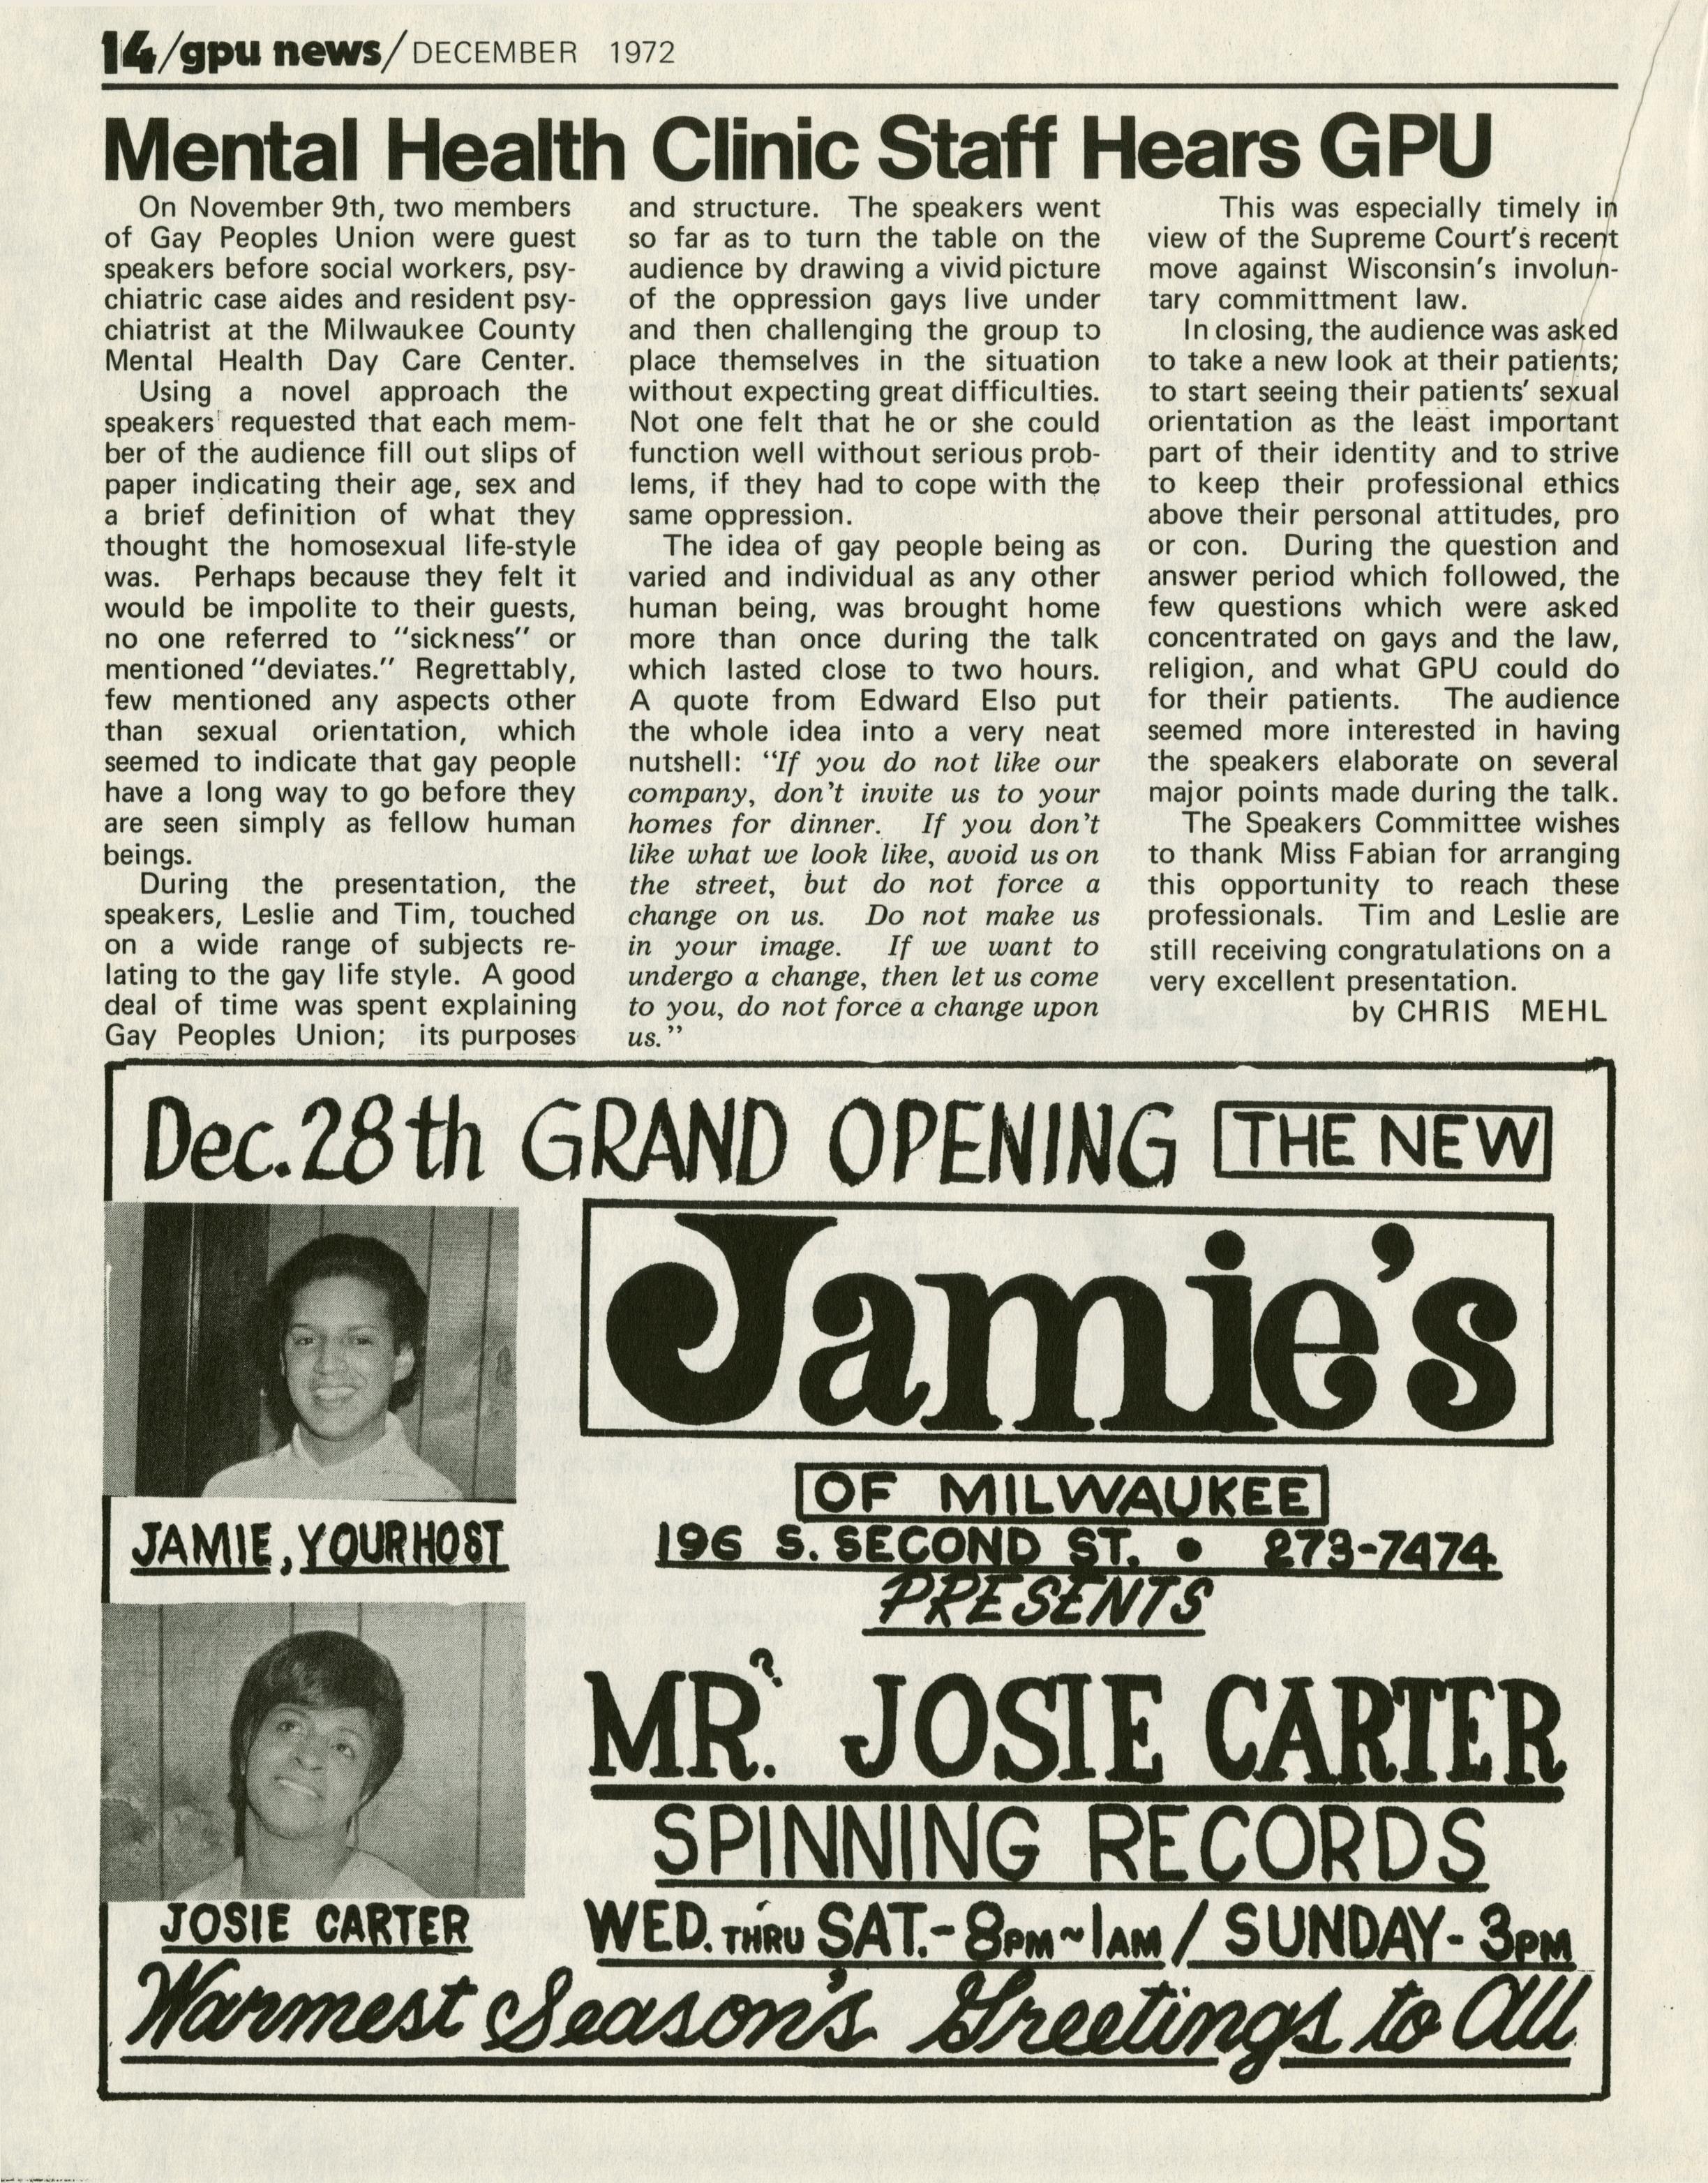 14/gpu news/DECEMBER 1972
Mental Health Clinic Staff Hears GPU
On November 9th, two members
of Gay Peoples Union were guest
speakers before social workers, psy-
chiatric case aides and resident psy-
chiatrist at the Milwaukee County
Mental Health Day Care Center.
Using a novel approach the
speakers requested that each mem-
ber of the audience fill out slips of
paper indicating their age, sex and
a brief definition of what they
thought the homosexual life-style
was. Perhaps because they felt it
would be impolite to their guests,
no one referred to "sickness" or
mentioned "deviates." Regrettably,
few mentioned any aspects other
than sexual orientation, which
seemed to indicate that gay people
have a long way to go before they
are seen simply as fellow human
beings.
During the presentation, the
speakers, Leslie and Tim, touched
on a wide range of subjects re-
lating to the gay life style. A good
deal of time was spent explaining
Gay Peoples Union; its purposes
and structure. The speakers went
so far as to turn the table on the
audience by drawing a vivid picture
of the oppression gays live under
and then challenging the group to
place themselves in the situation
without expecting great difficulties.
Not one felt that he or she could
function well without serious prob-
lems, if they had to cope with the
same oppression.
The idea of gay people being as
varied and individual as any other
human being, was brought home
more than once during the talk
which lasted close to two hours.
A quote from Edward Elso put
the whole idea into a very neat
nutshell: "If you do not like our
company, don't invite us to your
homes for dinner. If you don't
like what we look like, avoid us on
the street, but do not force a
change on us. Do not make us
in your image. If we want to
undergo a change, then let us come
to you, do not force a change upon
us."
This was especially timely in
view of the Supreme Court's recent
move against Wisconsin's involun-
tary committment law.
In closing, the audience was asked
to take a new look at their patients;
to start seeing their patients' sexual
orientation as the least important
part of their identity and to strive
to keep their professional ethics
above their personal attitudes, pro
or con. During the question and
answer period which followed, the
few questions which were asked
concentrated on gays and the law,
religion, and what GPU could do
for their patients. The audience
seemed more interested in having
the speakers elaborate on several
major points made during the talk.
The Speakers Committee wishes
to thank Miss Fabian for arranging
this opportunity to reach these
professionals. Tim and Leslie are
still receiving congratulations on a
very excellent presentation.
by CHRIS MEHL
Dec. 28th GRAND OPENING THE NEW
Jamie's
OF MILWAUKEE
196 S. SECOND ST. • 273-7474
PRESENTS
JAMIE, YOUR HOST
MR.? JOSIE CARTER
SPINNING RECORDS
WED. THRU SAT.- 8PM~1AM / SUNDAY- 3PM
JOSIE CARTER
Warmest Season's Greetings to All